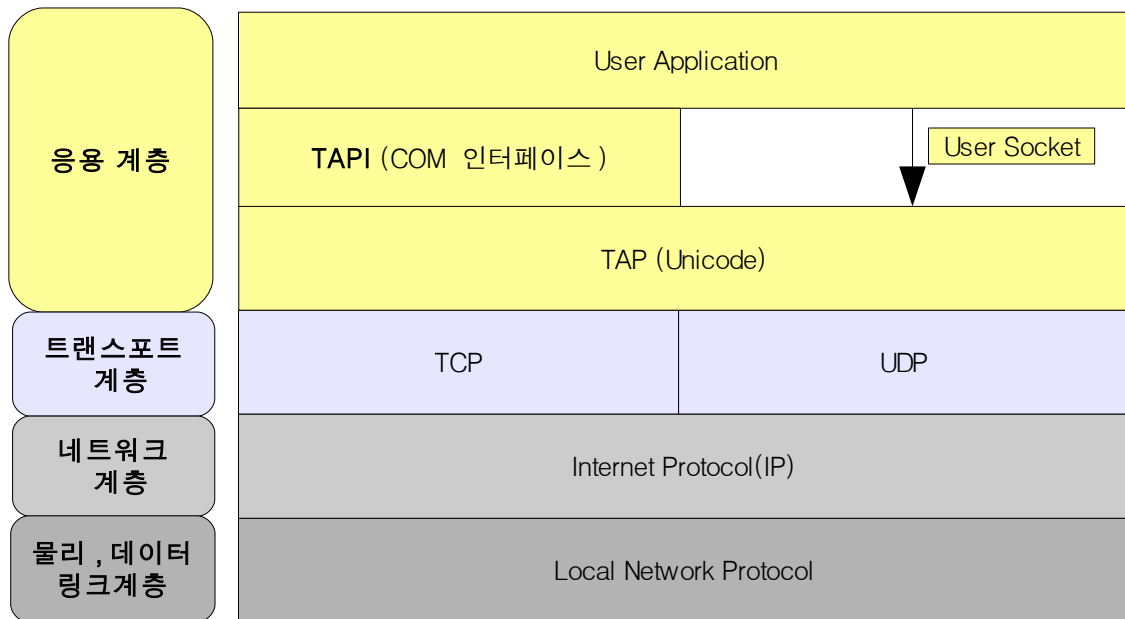 User Application
응용 계층
TAPI (COM 인터페이스 )
User Socket
TAP (Unicode)
트랜스포트
계층
TCP
UDP
네트워크
계층
Internet Protocol(IP)
물리 , 데이터
링크계층
Local Network Protocol